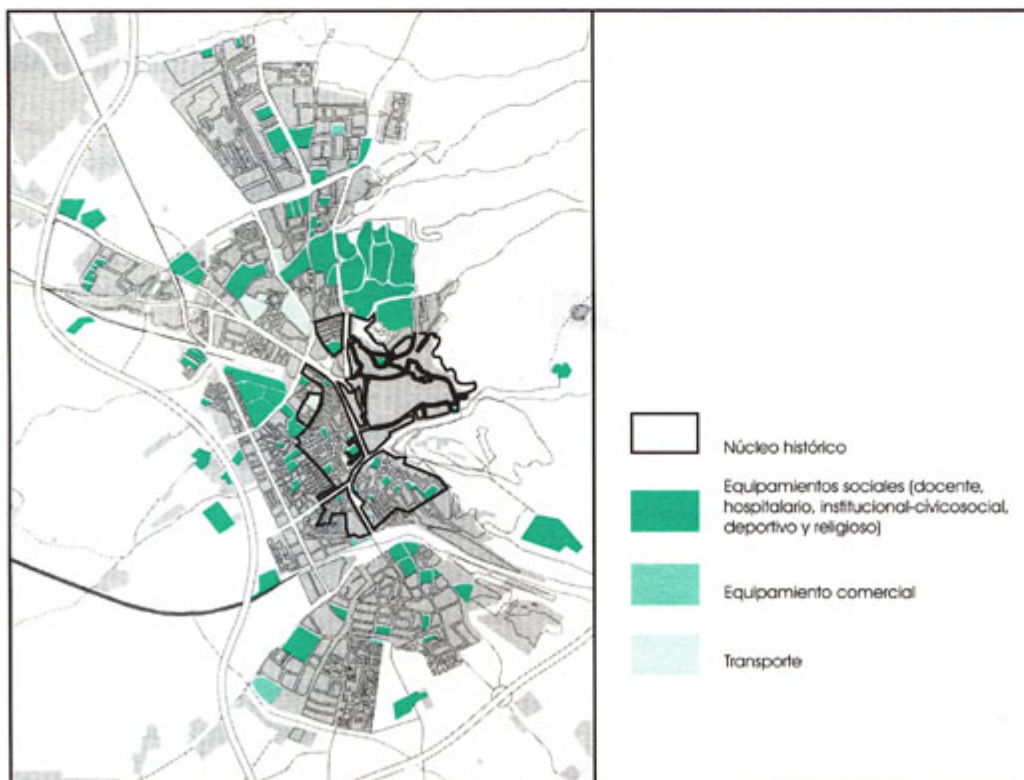 Núcleo histórico
Equipamientos sociales (docente,
hospitalario, institucional-cívicosocial,
deportivo y religioso)
Equipamiento comercial
Transporte